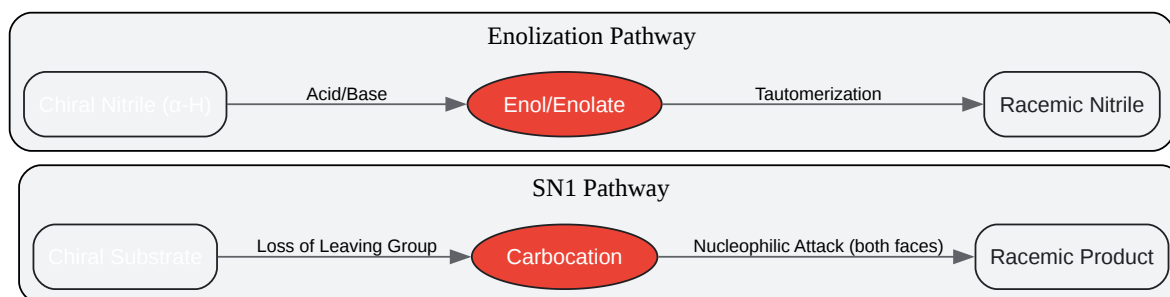 Enolization Pathway
Chiral Nitrile (α-H)
Acid/Base
Enol/Enolate
Tautomerization
Racemic Nitrile
SN1 Pathway
Chiral Substrate
Loss of Leaving Group
Carbocation
Nucleophilic Attack (both faces)
Racemic Product